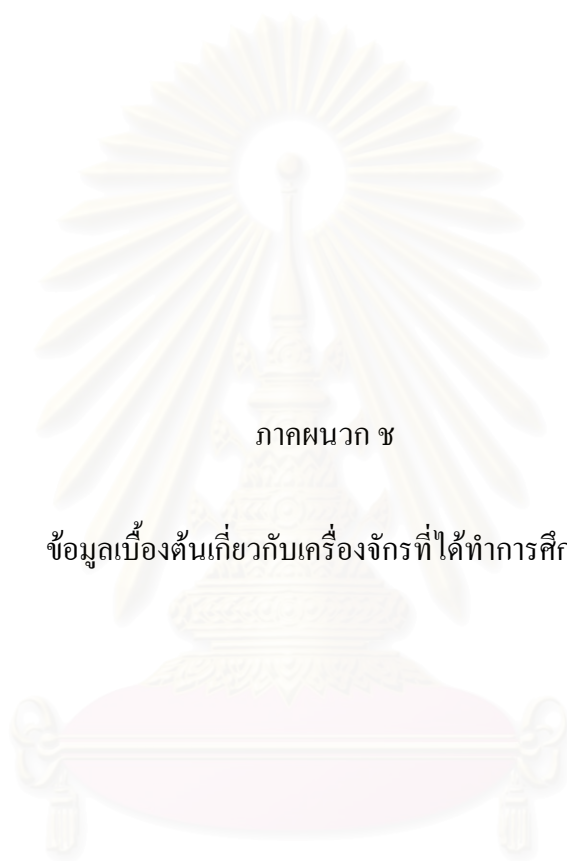 ภาคผนวก ช
ข้อมูลเบื้องต้นเกี่ยวกับเครื่องจักรที่ได้ทำการศึก